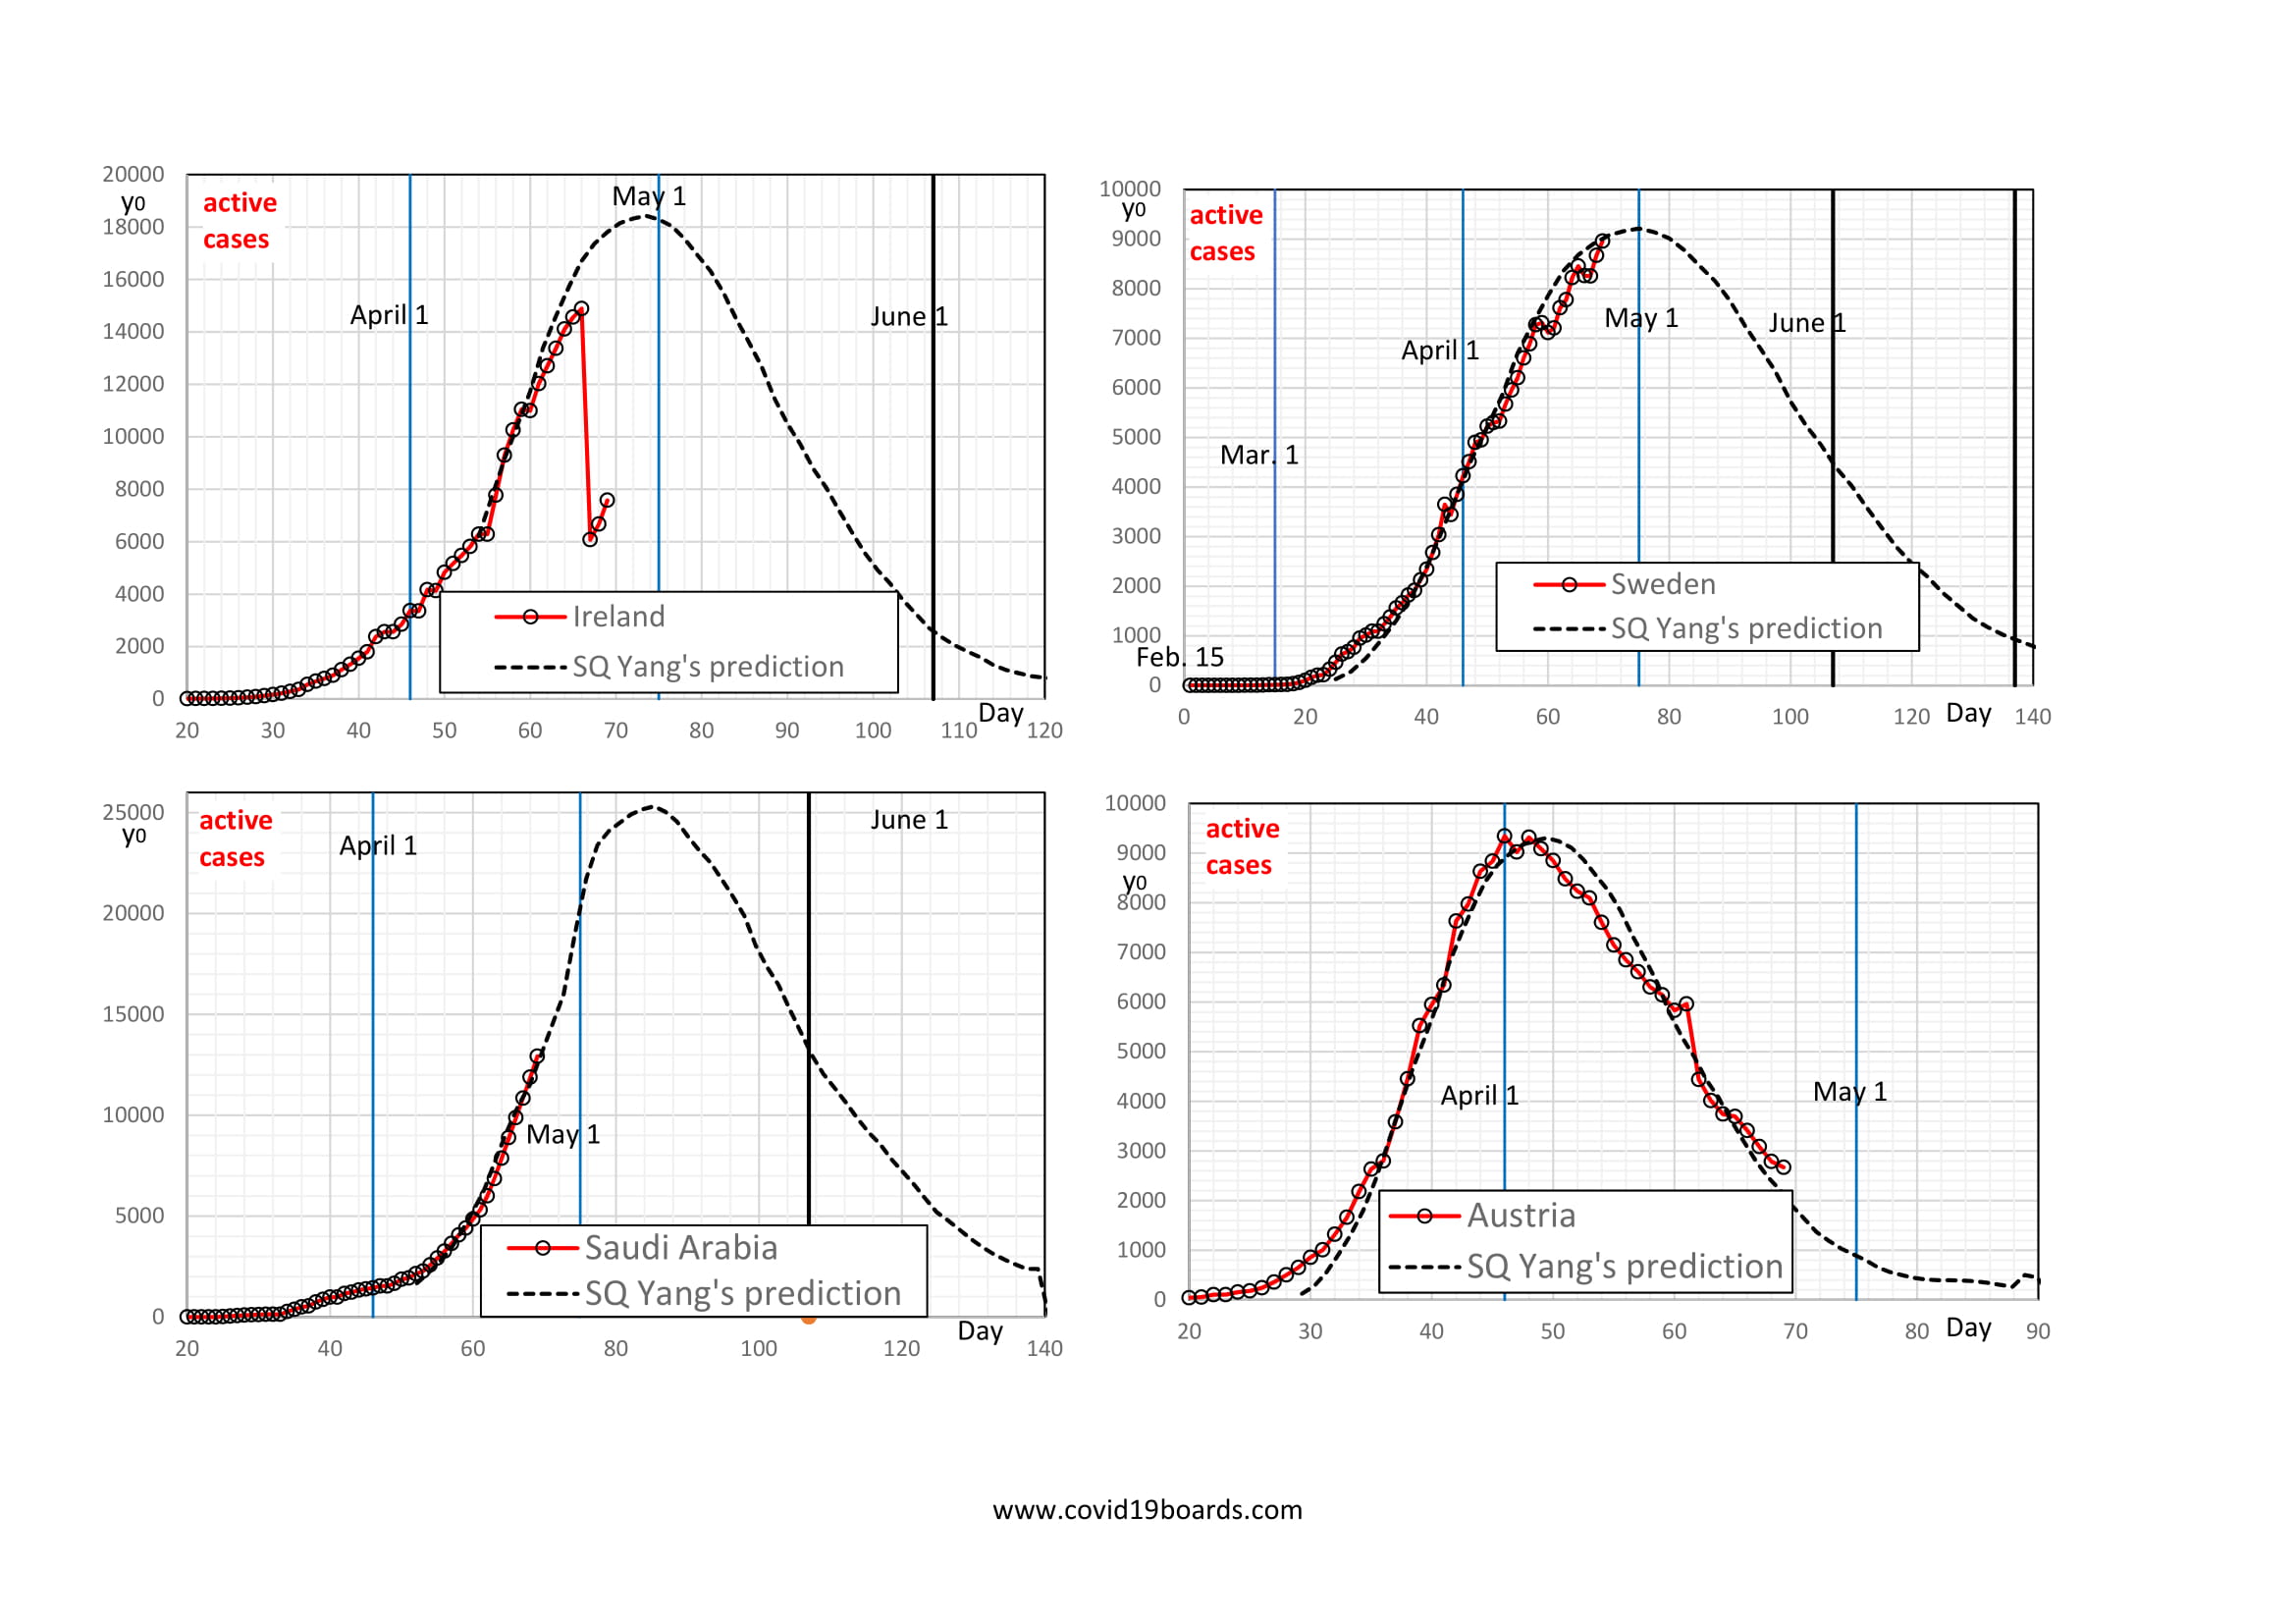 20000
y0
18000
16000
14000
12000
10000
8000
6000
4000
2000
0
active
cases
May 1
April 1
June 1
Ireland
SQ Yang's prediction
Day
20 30 40 50 60 70 80 90 100 110 120
10000
y0
9000
8000
7000
6000
5000
4000
3000
2000
1000
0
active
cases
May 1
June 1
April 1
Mar. 1
Feb. 15
Sweden
SQ Yang's prediction
0 20 40 60 80 100 120 Day 140
25000
y0
20000
15000
10000
5000
0
active
cases
June 1
April 1
May 1
Saudi Arabia
SQ Yang's prediction
Day
20 40 60 80 100 120 140
10000
9000
y0
8000
7000
6000
5000
4000
3000
2000
1000
0
active
cases
April 1
May 1
Austria
SQ Yang's prediction
20 30 40 50 60 70 80 Day 90
www.covid19boards.com